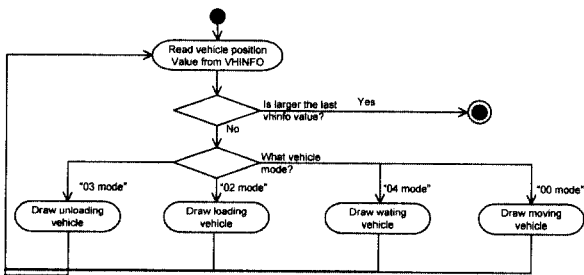 Read vehicle position
Value from VHINFO
Is larger the last
vhinfo value?
Yes
No
What vehicle
mode?
"03 mode"
"02 mode"
"04 mode"
"00 mode"
Draw unloading
vehicle
Draw loading
vehicle
Draw wating
vehicle
Draw moving
vehicle